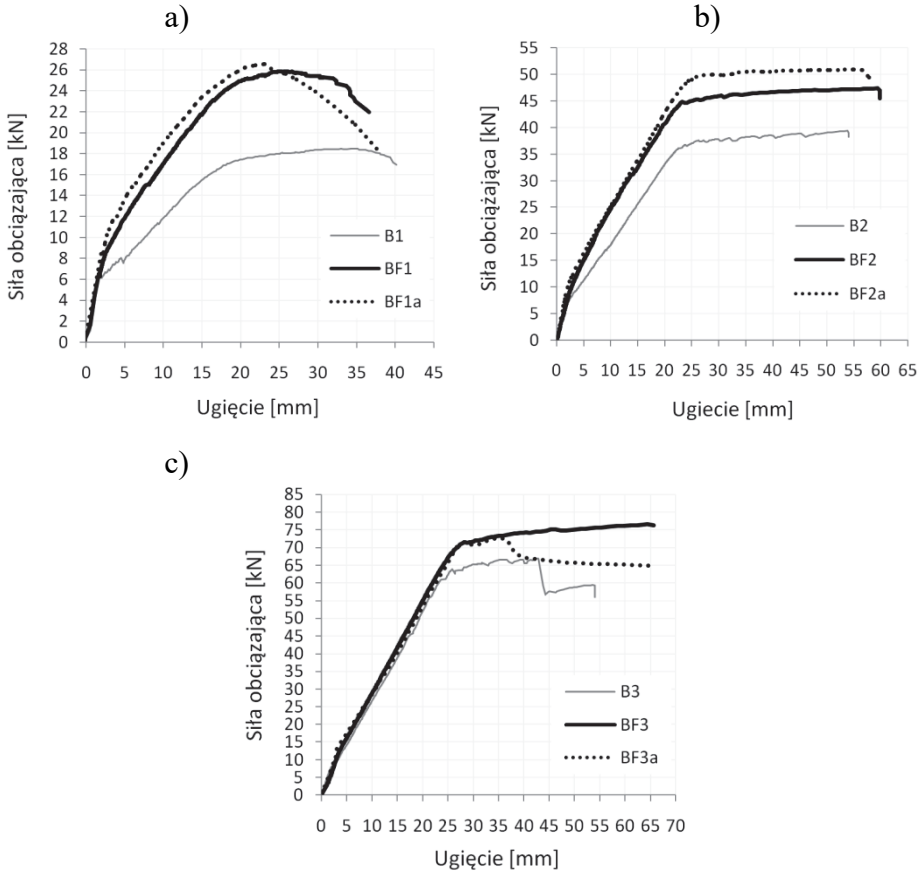 a)
28
26
24
22
20
18
16
14
12
10
8
6
4
2
0
Siła obciązająca [kN]
B1
BF1
BF1a
0 5 10 15 20 25 30 35 40 45
Ugięcie [mm]
b)
55
50
45
40
35
30
25
20
15
10
5
0
Siła obciążająca [kN]
B2
BF2
BF2a
0 5 10 15 20 25 30 35 40 45 50 55 60 65
Ugiecie [mm]
c)
85
80
75
70
65
60
55
50
45
40
35
30
25
20
15
10
5
0
Siła obciązająca [kN]
B3
BF3
BF3a
0 5 10 15 20 25 30 35 40 45 50 55 60 65 70
Ugięcie [mm]